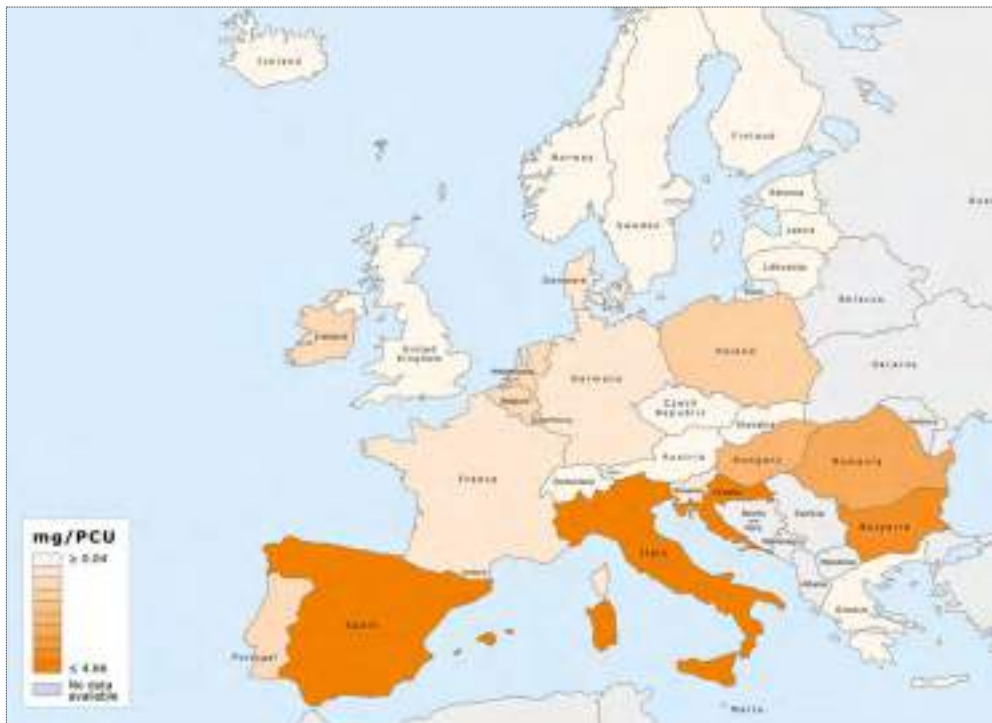 Iceland
Norway
Sweden
Finland
Estonia
Latvia
Lithuania
Denmark
Belarus
Ireland
United
Kingdom
Poland
Germany
Ukraine
Belgium
Czech
Republic
Slovakia
Austria
Hungary
Romania
France
Switzerland
Slovenia
Croatia
Serbia
Bulgaria
Italy
Spain
Portugal
Greece
Malta
mg/PCU
≥ 0.04
≤ 4.66
No data
available